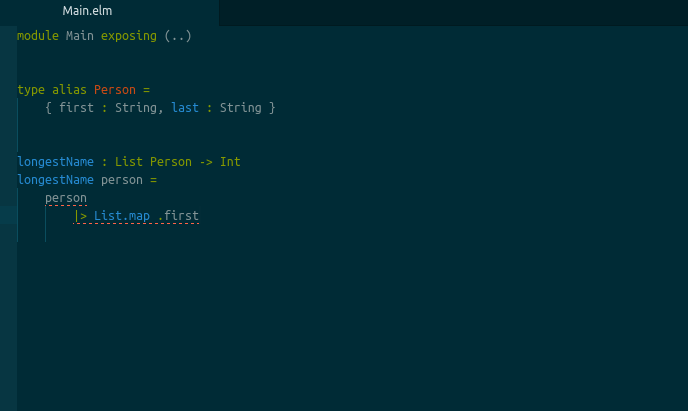 Main.elm
module Main exposing (..)
type alias Person =
{ first : String, last : String }
longestName : List Person -> Int
longestName person =
person
|> List.map .first